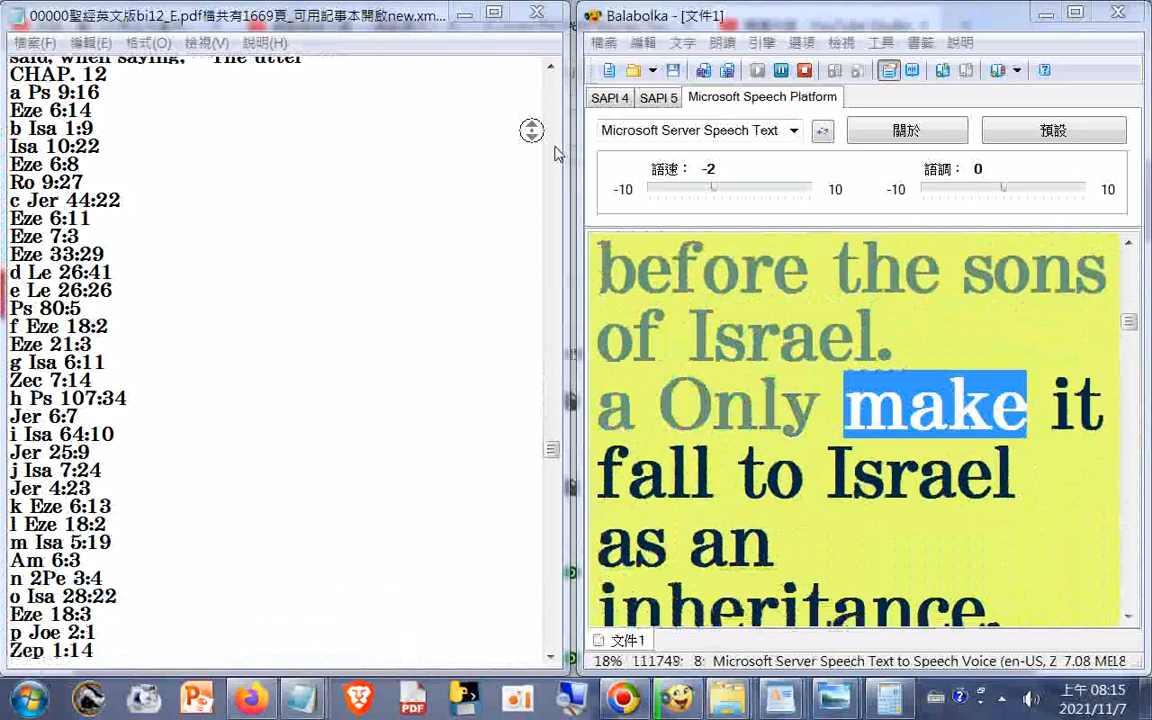 00000聖經英文版bi12_E.pdf檔共有1669頁_可用記事本開啟new.xm...
檔案(F) 編輯(E) 格式(O) 檢視(V) 說明(H)
said, when saying, "The utter
CHAP. 12
a Ps 9:16
Eze 6:14
b Isa 1:9
Isa 10:22
Eze 6:8
Ro 9:27
c Jer 44:22
Eze 6:11
Eze 7:3
Eze 33:29
d Le 26:41
e Le 26:26
Ps 80:5
f Eze 18:2
Eze 21:3
g Isa 6:11
Zec 7:14
h Ps 107:34
Jer 6:7
i Isa 64:10
Jer 25:9
j Isa 7:24
Jer 4:23
k Eze 6:13
l Eze 18:2
m Isa 5:19
Am 6:3
n 2Pe 3:4
o Isa 28:22
Eze 18:3
p Joe 2:1
Zep 1:14
Balabolka - [文件1]
檔案 編輯 文字 朗讀 引擎 選項 檢視 工具 書籤 說明
SAPI 4 SAPI 5 Microsoft Speech Platform
Microsoft Server Speech Text 關於 預設
語速： -2 語調： 0
-10 10 -10 10
before the sons
of Israel.
a Only make it
fall to Israel
as an
inheritance,
文件1
18% 8: Microsoft Server Speech Text to Speech Voice (en-US, Z 7.08 ME
上午 08:15
2021/11/7